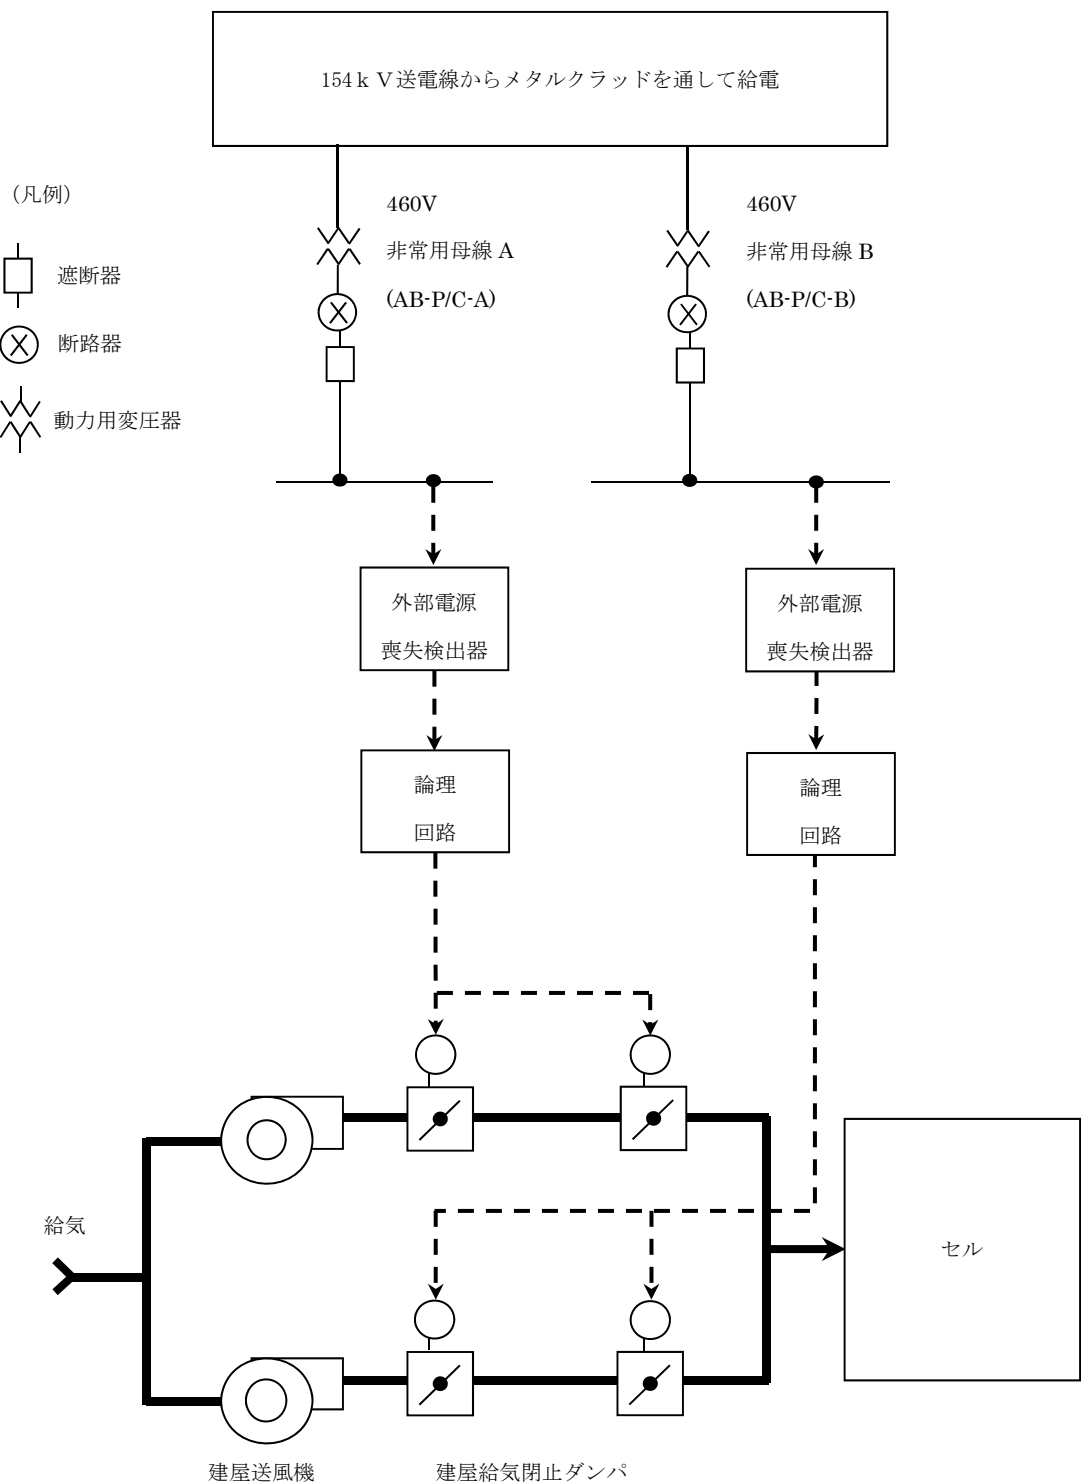 154ｋＶ送電線からメタルクラッドを通して給電
（凡例）
遮断器
断路器
動力用変圧器
460V
非常用母線 A
(AB-P/C-A)
460V
非常用母線 B
(AB-P/C-B)
外部電源
喪失検出器
外部電源
喪失検出器
論理
回路
論理
回路
給気
セル
建屋送風機
建屋給気閉止ダンパ